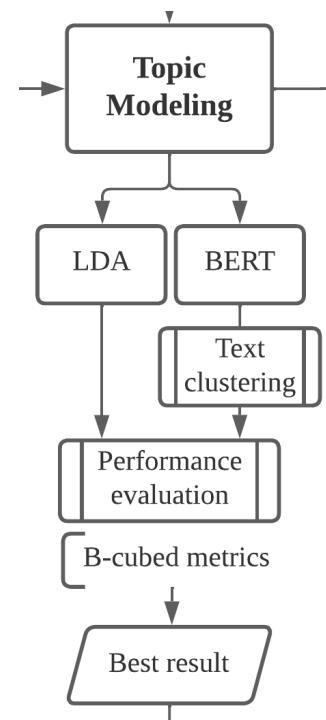 Topic
Modeling
LDA
BERT
Text
clustering
Performance
evaluation
B-cubed metrics
Best result